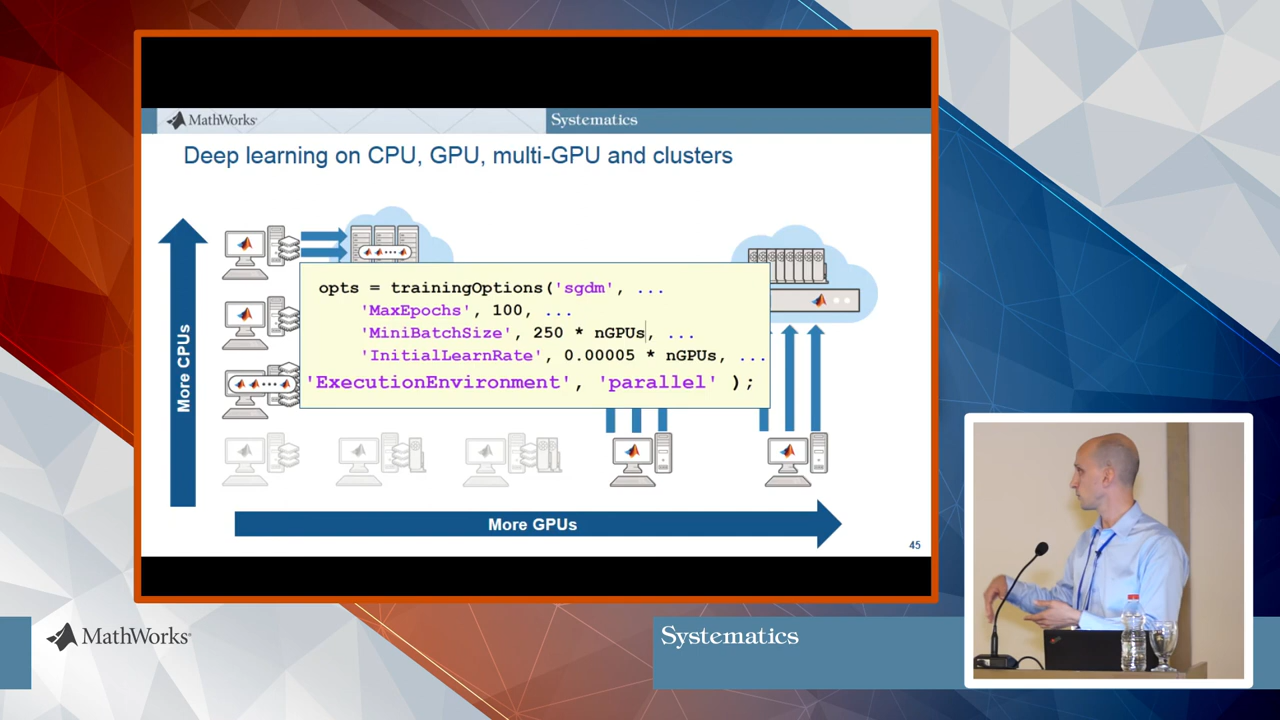 MathWorks®
Systematics
Deep learning on CPU, GPU, multi-GPU and clusters
More CPUs
opts = trainingOptions('sgdm', ...
'MaxEpochs', 100, ...
'MiniBatchSize', 250 * nGPUs, ...
'InitialLearnRate', 0.00005 * nGPUs, ...
'ExecutionEnvironment', 'parallel' );
More GPUs
45
MathWorks®
Systematics